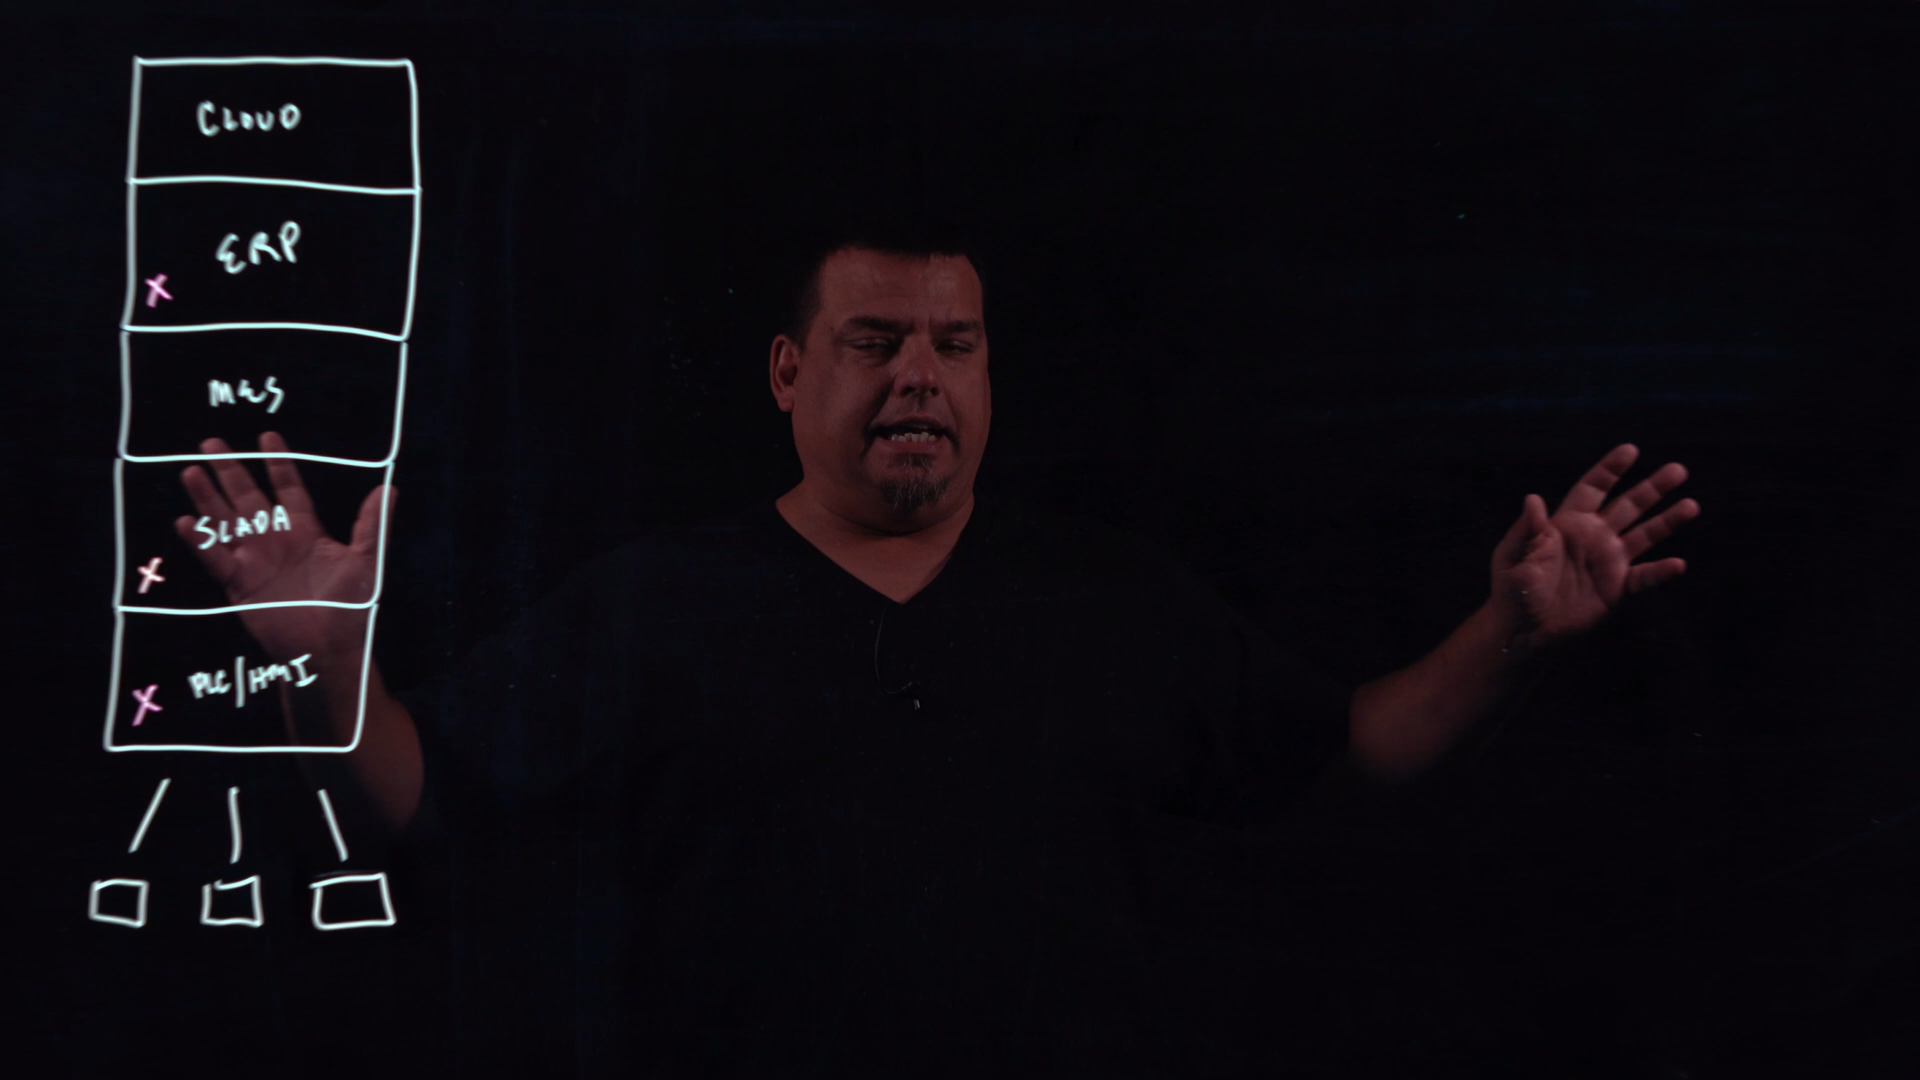 CLOUD
ERP
X
MES
SCADA
X
PLC/HMI
X